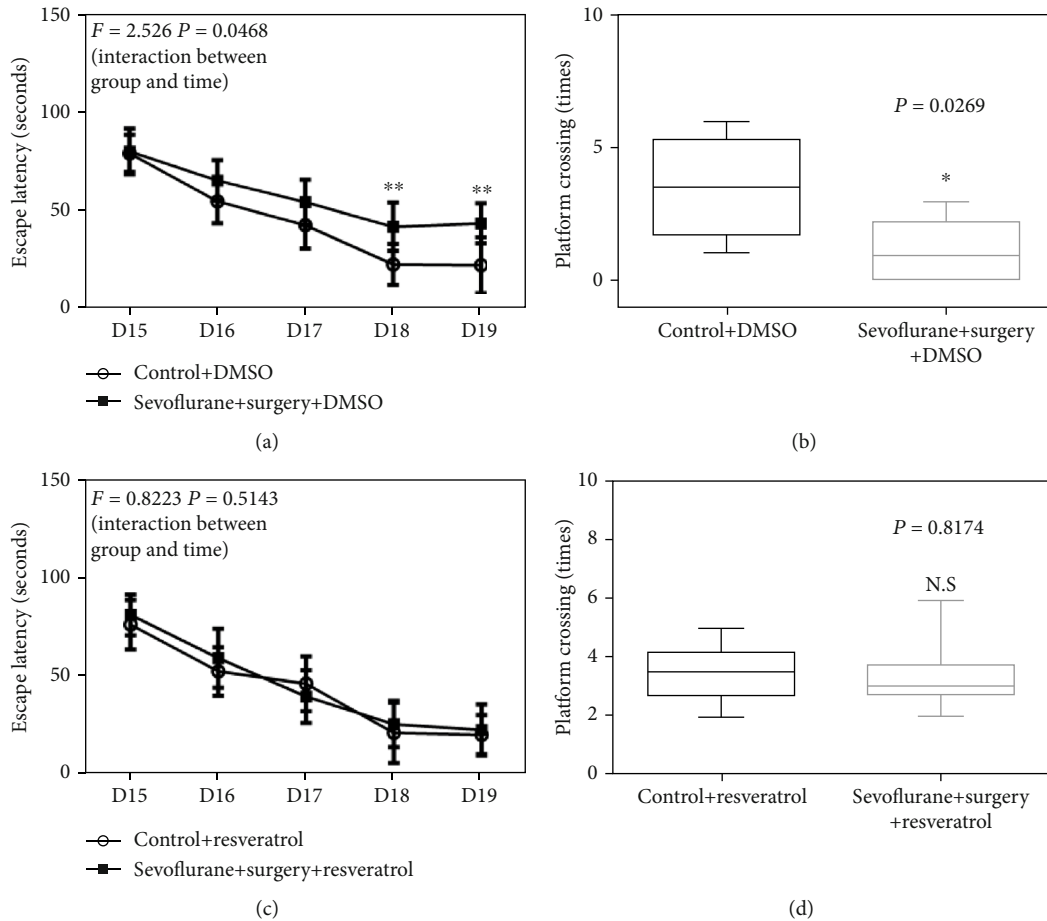 150
100
50
0
Escape latency (seconds)
F = 2.526 P = 0.0468
(interaction between
group and time)
**
**
D15
D16
D17
D18
D19
Control+DMSO
Sevoflurane+surgery+DMSO
(a)
10
5
0
Platform crossing (times)
P = 0.0269
*
Control+DMSO
Sevoflurane+surgery
+DMSO
(b)
150
100
50
0
Escape latency (seconds)
F = 0.8223 P = 0.5143
(interaction between
group and time)
D15
D16
D17
D18
D19
Control+resveratrol
Sevoflurane+surgery+resveratrol
(c)
10
8
6
4
2
0
Platform crossing (times)
P = 0.8174
N.S
Control+resveratrol
Sevoflurane+surgery
+resveratrol
(d)